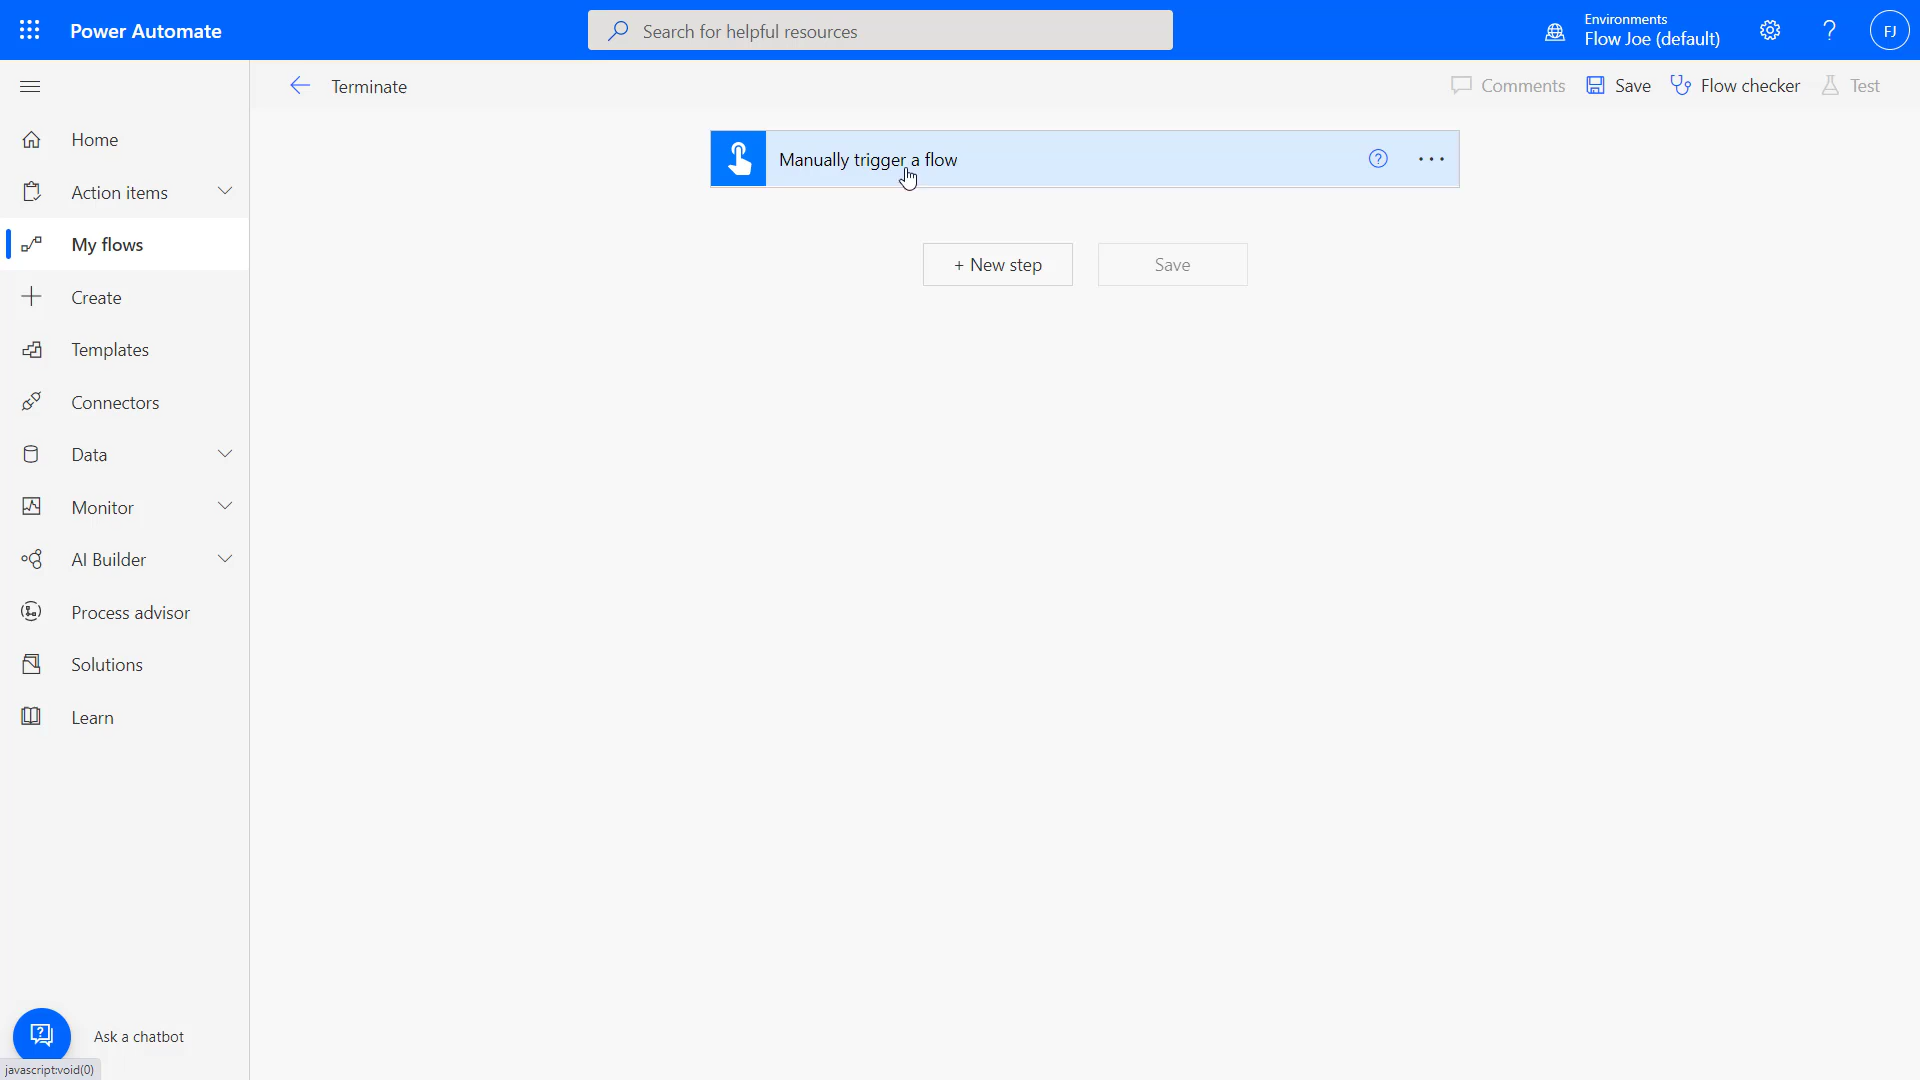 Power Automate
Search for helpful resources
Environments
Flow Joe (default)
?
FJ
Terminate
Comments
Save
Flow checker
Test
Home
Action items
My flows
Create
Templates
Connectors
Data
Monitor
AI Builder
Process advisor
Solutions
Learn
Manually trigger a flow
?
+ New step
Save
?
Ask a chatbot
javascript:void(0)